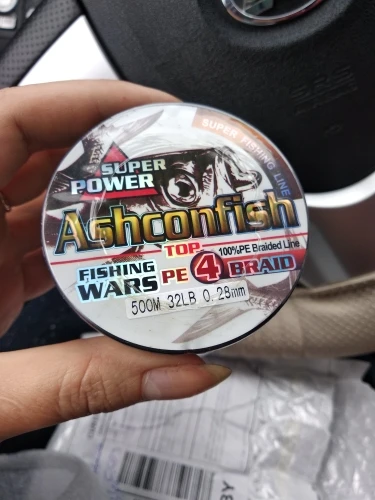 SUPER FISHING LINE
SUPER
POWER
Ashconfish
TOP
100%PE Braided Line
FISHING
WARS PE 4 BRAID
500M 32LB 0.28mm